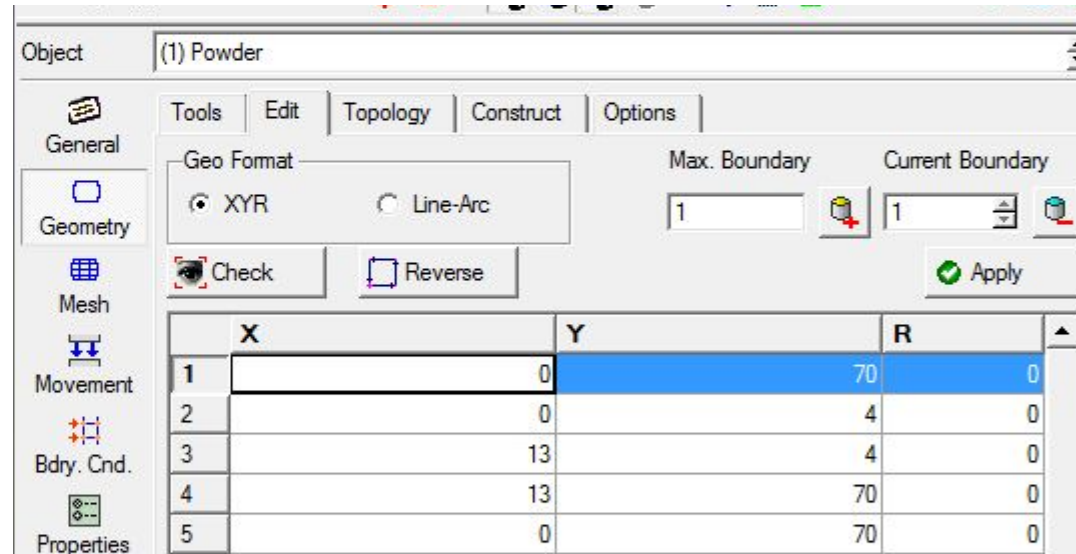 Object (1) Powder
General
Geometry
Mesh
Movement
Bdry. Cnd.
Properties
Tools Edit Topology Construct Options
Geo Format Max. Boundary Current Boundary
XYR Line-Arc 1 1
Check Reverse Apply
X Y R
1 0 70 0
2 0 4 0
3 13 4 0
4 13 70 0
5 0 70 0